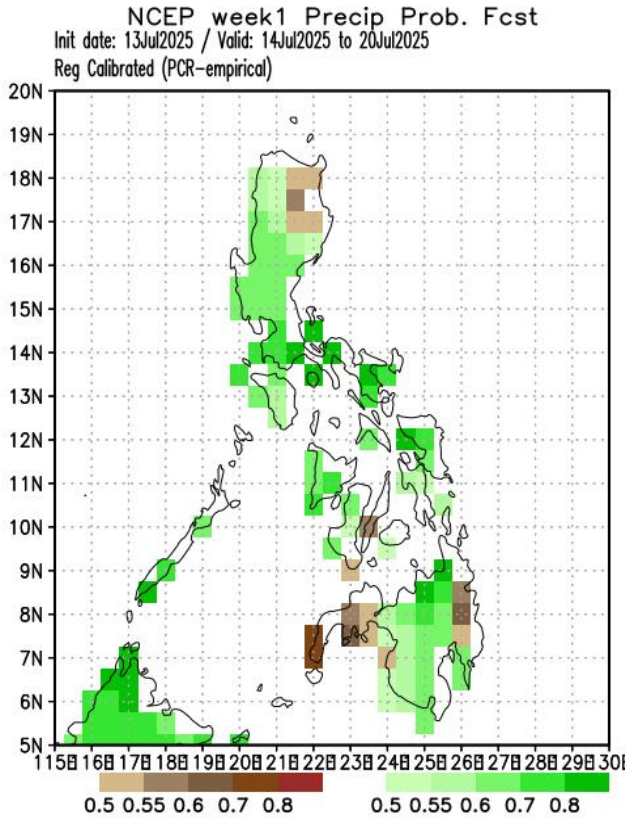 NCEP week1 Precip Prob. Fcst
Init date: 13Jul2025 / Valid: 14Jul2025 to 20Jul2025
Reg Calibrated (PCR-empirical)
20N
19N
18N
17N
16N
15N
14N
13N
12N
11N
10N
9N
8N
7N
6N
5N
115E 116E 117E 118E 119E 120E 121E 122E 123E 124E 125E 126E 127E 128E 129E 130E
0.5 0.55 0.6 0.7 0.8 0.5 0.55 0.6 0.7 0.8